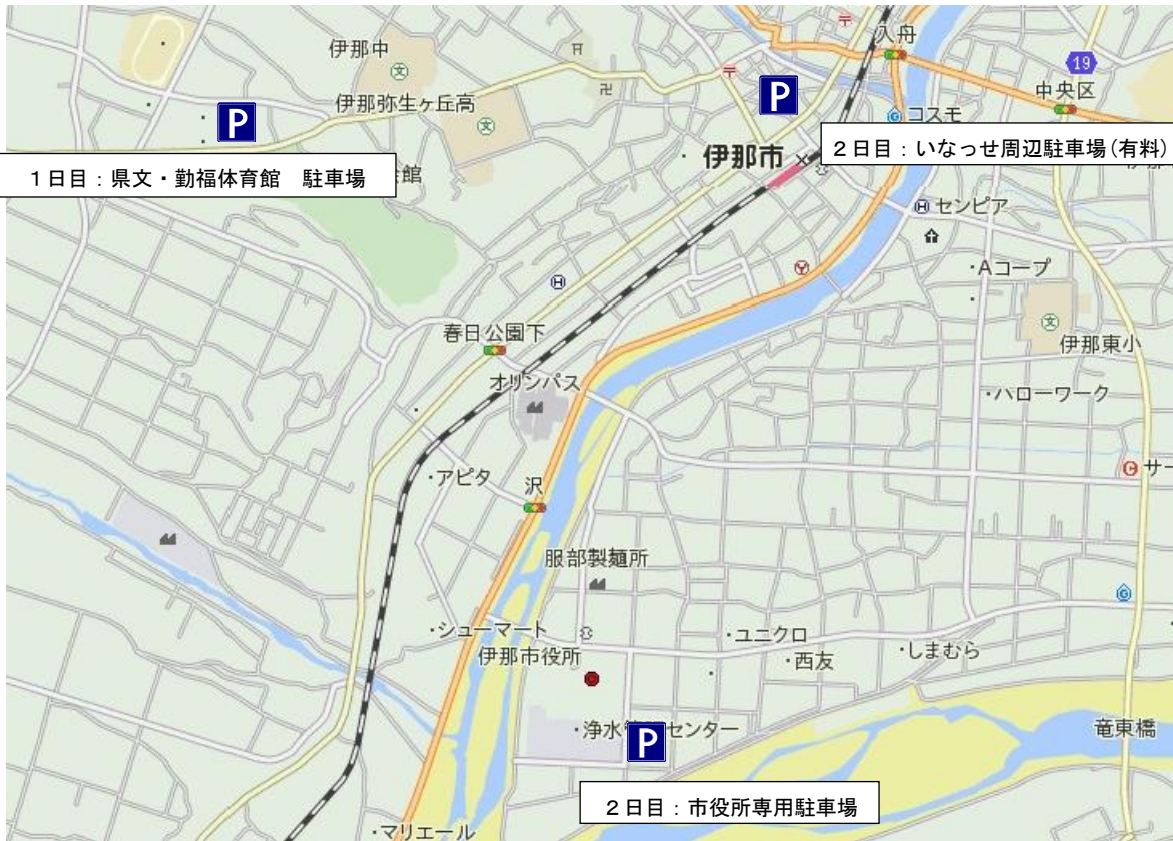 入舟
伊那中
19
中央区
P
P
伊那弥生ヶ丘高
コスモ
伊那市
2日目：いなっせ周辺駐車場(有料)
1日目：県文・勤福体育館　駐車場
館
センピア
・Aコープ
春日公園下
伊那東小
オリンパス
・ハローワーク
・アピタ
サー
沢
服部製麺所
・シューマート
・ユニクロ
伊那市役所
・西友
・しまむら
・浄水
センター
P
竜東橋
2日目：市役所専用駐車場
・マリエール